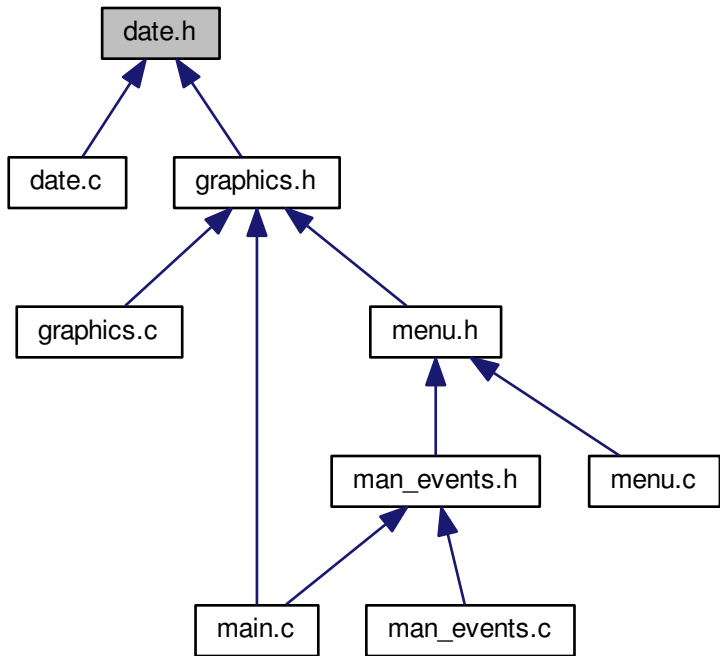 date.h
date.c
graphics.h
graphics.c
menu.h
man_events.h
menu.c
main.c
man_events.c